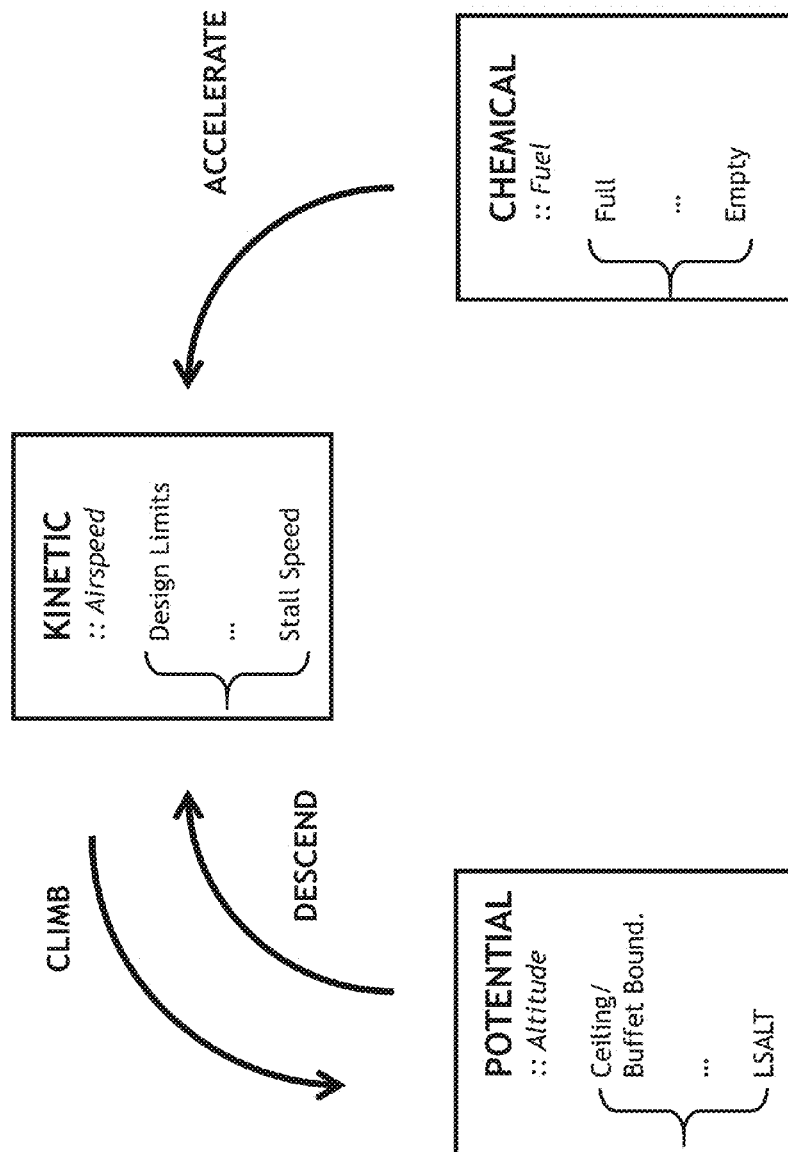 CLIMB
DESCEND
ACCELERATE
KINETIC
:: Airspeed
Design Limits
...
Stall Speed
POTENTIAL
:: Altitude
Ceiling/
Buffet Bound.
...
LSALT
CHEMICAL
:: Fuel
Full
...
Empty